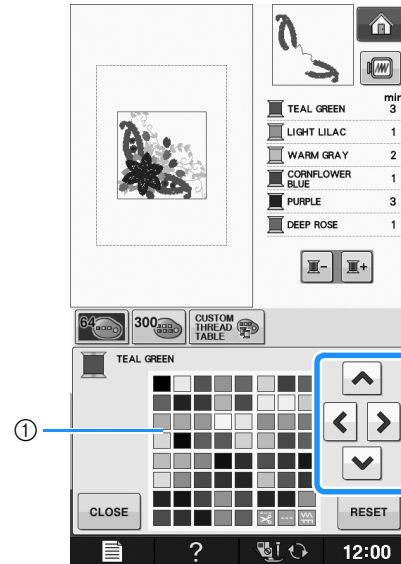 min
TEAL GREEN 3
LIGHT LILAC 1
WARM GRAY 2
CORNFLOWER
BLUE 1
PURPLE 3
DEEP ROSE 1
- +
64 300 CUSTOM
THREAD
TABLE
TEAL GREEN
①
CLOSE RESET
? 12:00